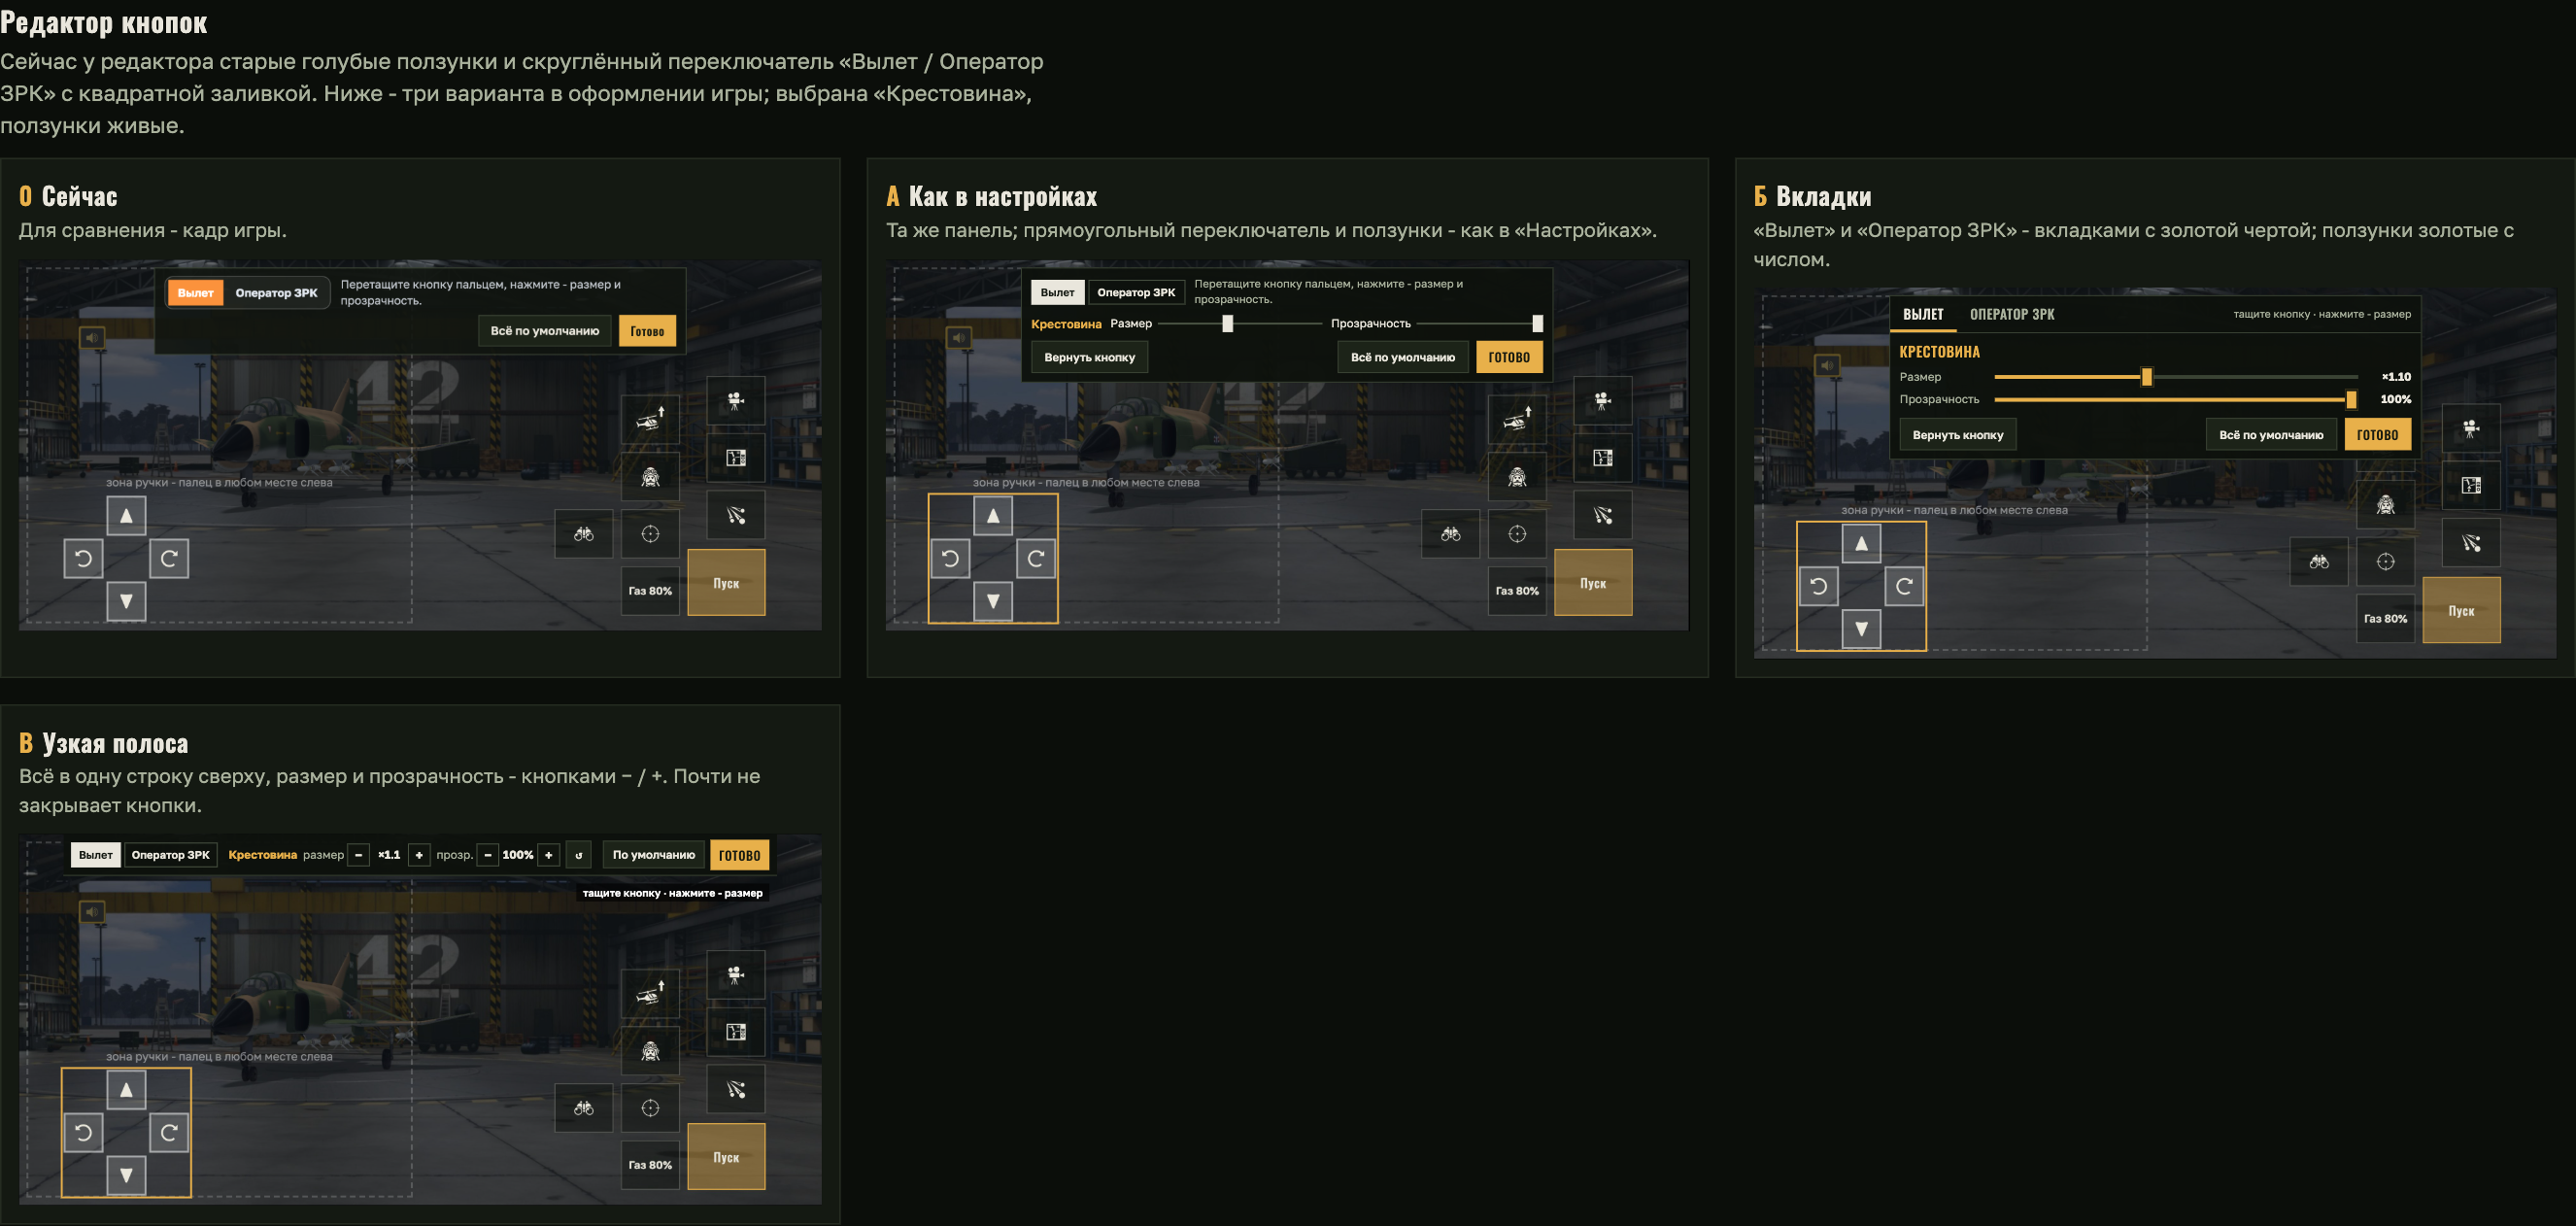 Редактор кнопок
Сейчас у редактора старые голубые ползунки и скруглённый переключатель «Вылет / Оператор
ЗРК» с квадратной заливкой. Ниже - три варианта в оформлении игры; выбрана «Крестовина»,
ползунки живые.
0 Сейчас
Для сравнения - кадр игры.
Вылет Оператор ЗРК Перетащите кнопку пальцем, нажмите - размер и
прозрачность.
Всё по умолчанию Готово
42
зона ручки - палец в любом месте слева
Газ 80% Пуск
А Как в настройках
Та же панель; прямоугольный переключатель и ползунки - как в «Настройках».
Вылет Оператор ЗРК Перетащите кнопку пальцем, нажмите - размер и
прозрачность.
Крестовина Размер Прозрачность
Вернуть кнопку Всё по умолчанию ГОТОВО
42
зона ручки - палец в любом месте слева
Газ 80% Пуск
Б Вкладки
«Вылет» и «Оператор ЗРК» - вкладками с золотой чертой; ползунки золотые с
числом.
ВЫЛЕТ ОПЕРАТОР ЗРК тащите кнопку · нажмите - размер
КРЕСТОВИНА
Размер ×1.10
Прозрачность 100%
Вернуть кнопку Всё по умолчанию ГОТОВО
зона ручки - палец в любом месте слева
Газ 80% Пуск
В Узкая полоса
Всё в одну строку сверху, размер и прозрачность - кнопками − / +. Почти не
закрывает кнопки.
Вылет Оператор ЗРК Крестовина размер − ×1.1 + прозр. − 100% + ↺ По умолчанию ГОТОВО
тащите кнопку · нажмите - размер
42
зона ручки - палец в любом месте слева
Газ 80% Пуск